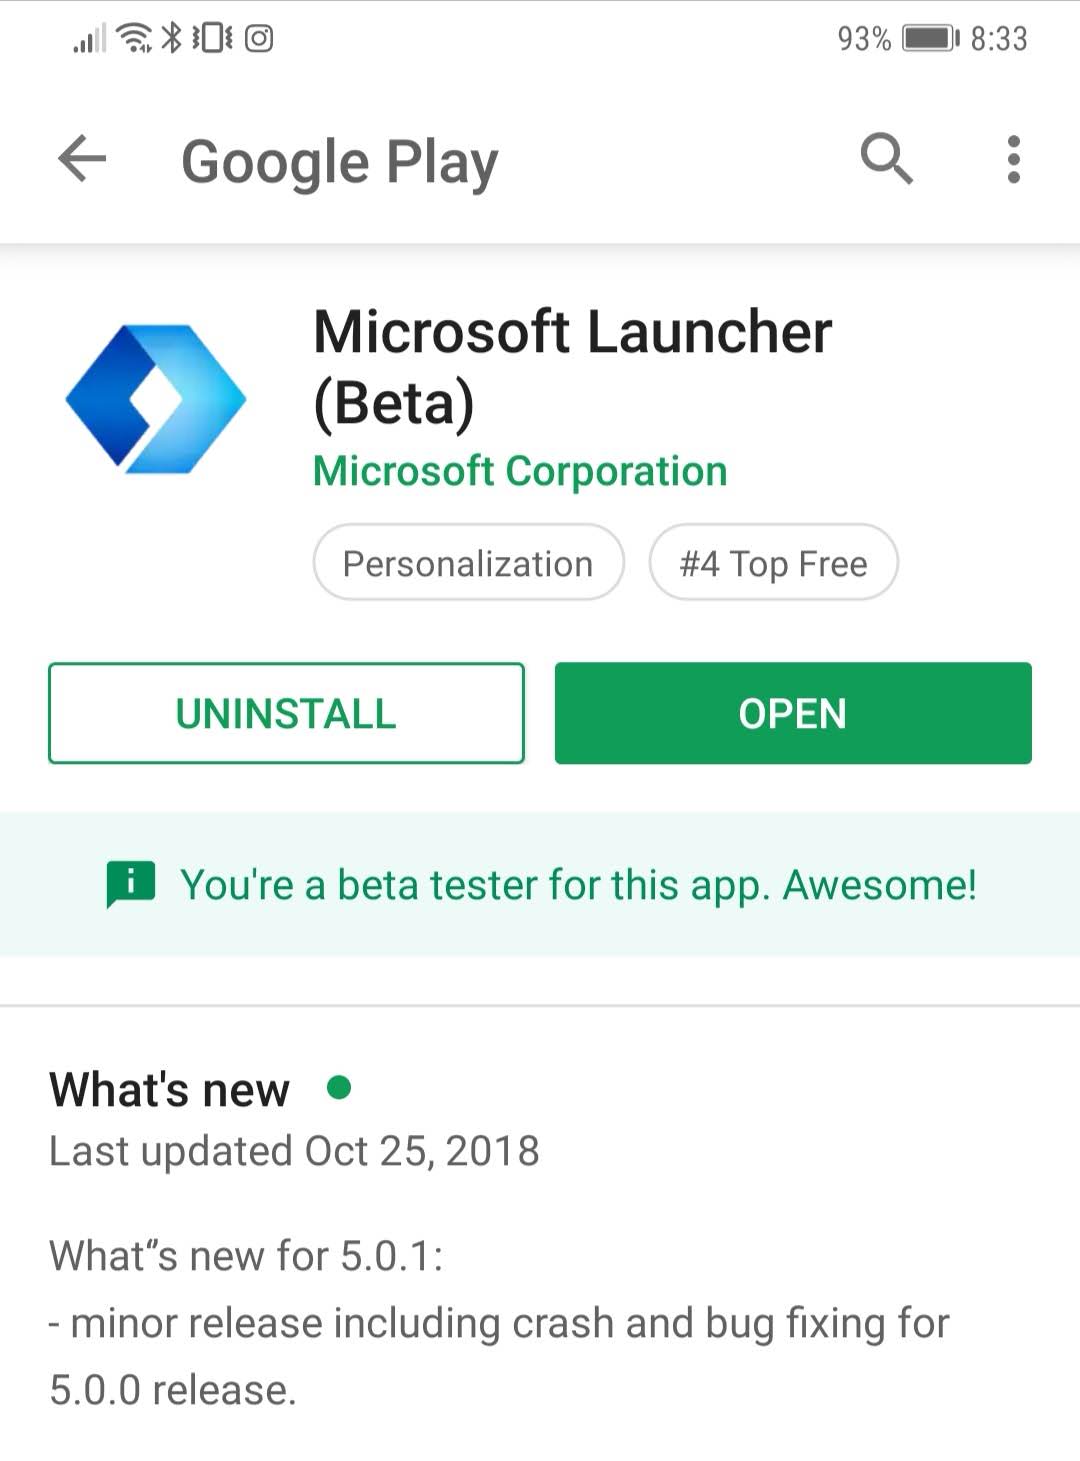 93% 8:33
Google Play
Microsoft Launcher
(Beta)
Microsoft Corporation
Personalization #4 Top Free
UNINSTALL OPEN
You're a beta tester for this app. Awesome!
What's new
Last updated Oct 25, 2018
What‟s new for 5.0.1:
- minor release including crash and bug fixing for
5.0.0 release.